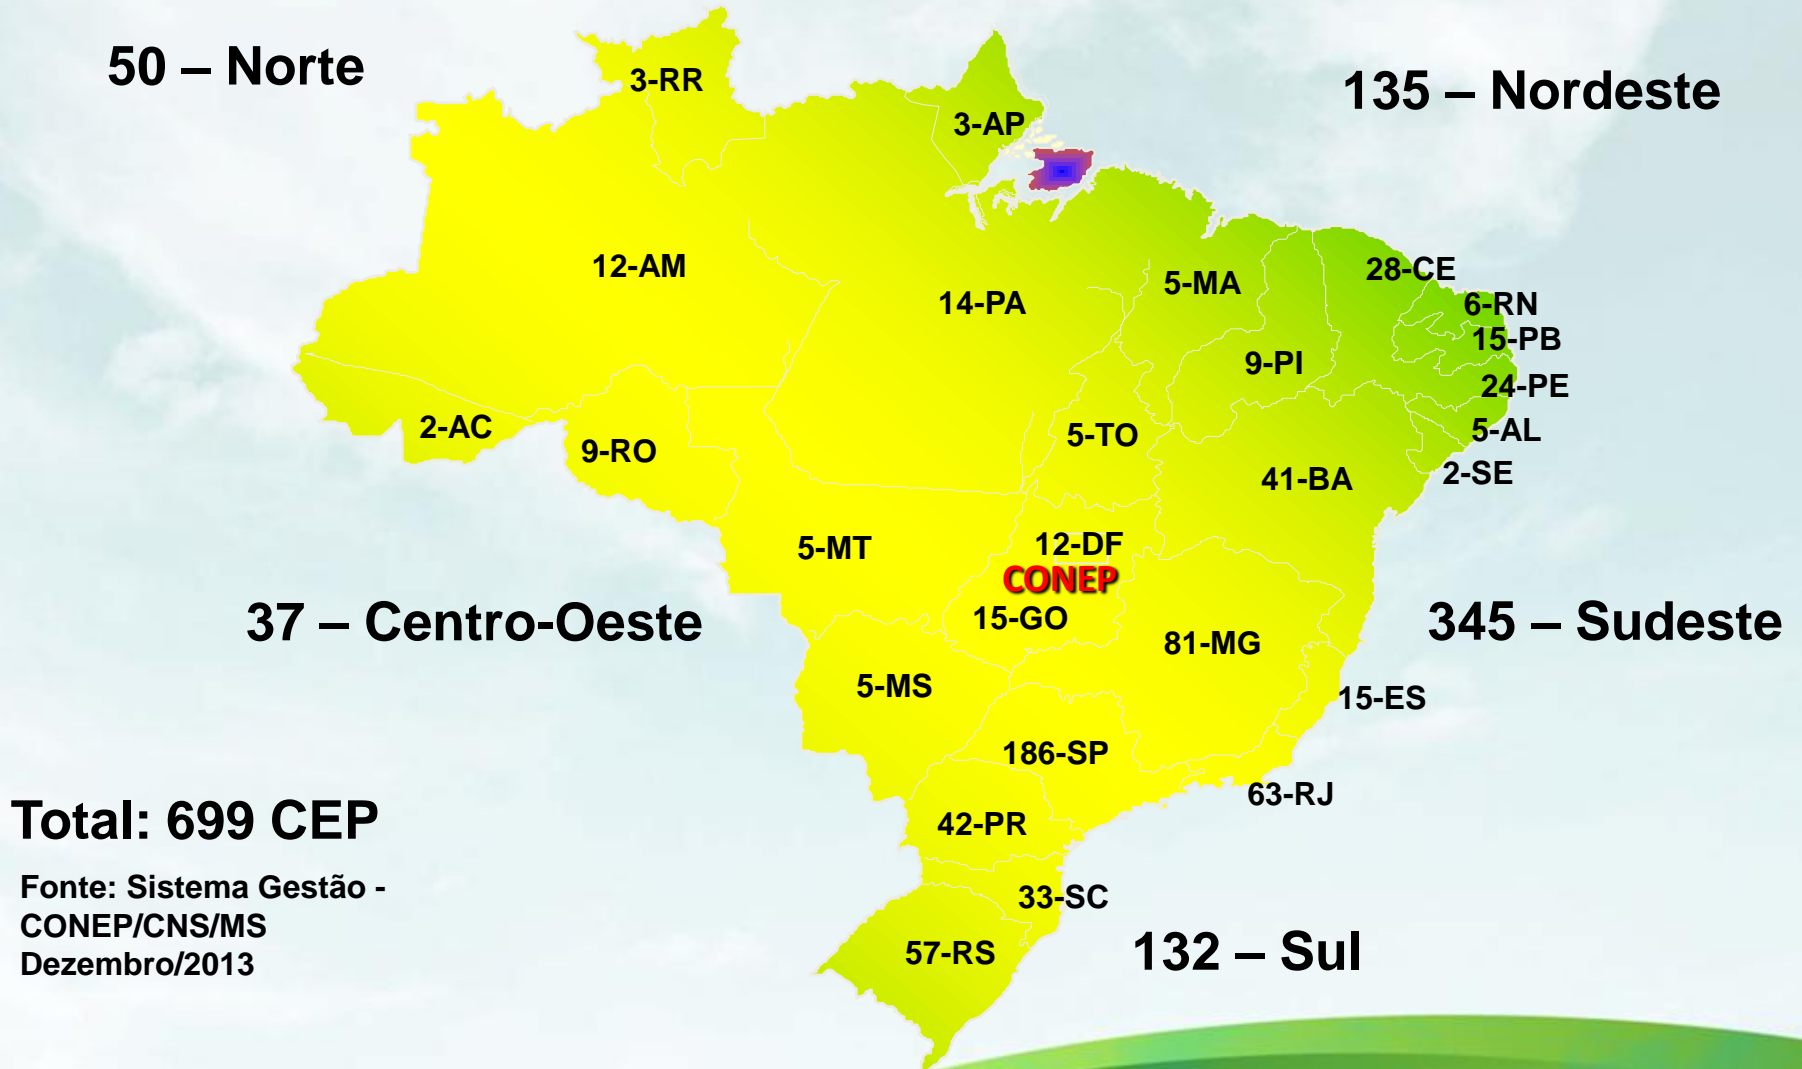 50 – Norte
135 – Nordeste
3-RR
3-AP
12-AM
14-PA
5-MA
28-CE
6-RN
15-PB
9-PI
24-PE
2-AC
9-RO
5-TO
5-AL
41-BA
2-SE
5-MT
12-DF
CONEP
15-GO
37 – Centro-Oeste
345 – Sudeste
81-MG
5-MS
15-ES
186-SP
63-RJ
Total: 699 CEP
42-PR
Fonte: Sistema Gestão -
CONEP/CNS/MS
Dezembro/2013
33-SC
57-RS
132 – Sul